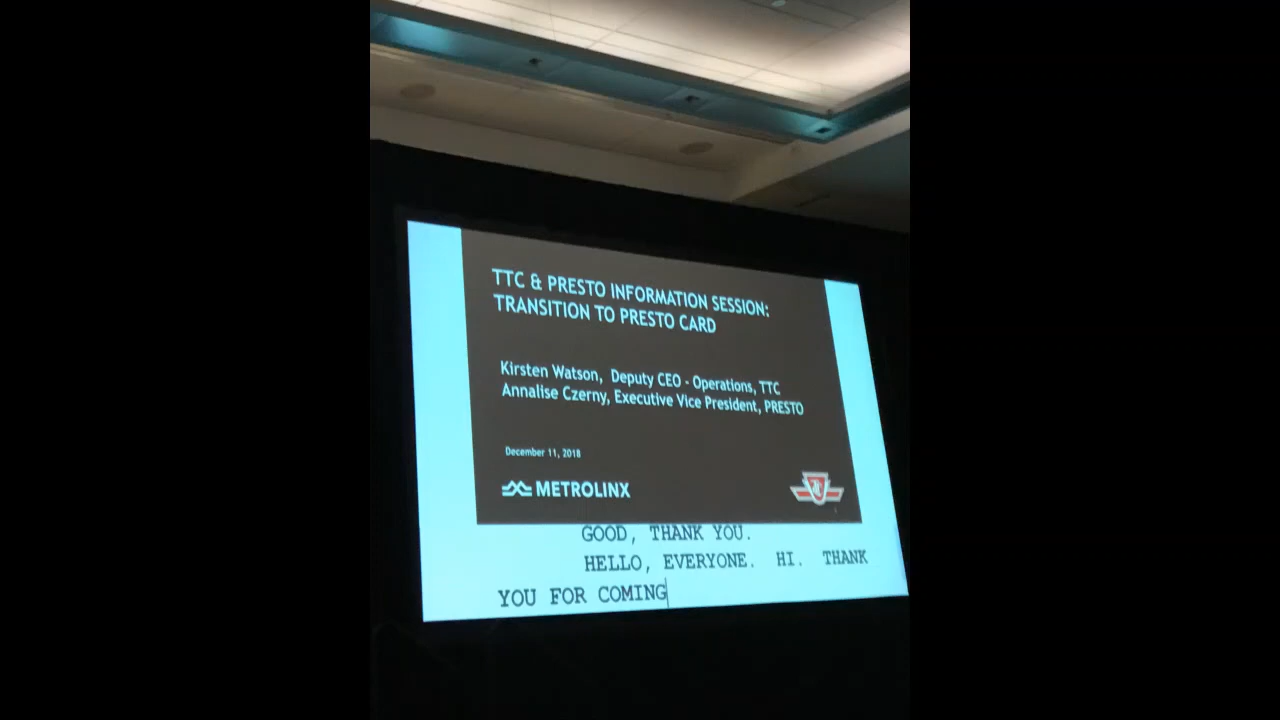 TTC & PRESTO INFORMATION SESSION:
TRANSITION TO PRESTO CARD
Kirsten Watson, Deputy CEO - Operations, TTC
Annalise Czerny, Executive Vice President, PRESTO
December 11, 2018
METROLINX
GOOD, THANK YOU.
HELLO, EVERYONE. HI. THANK
YOU FOR COMING